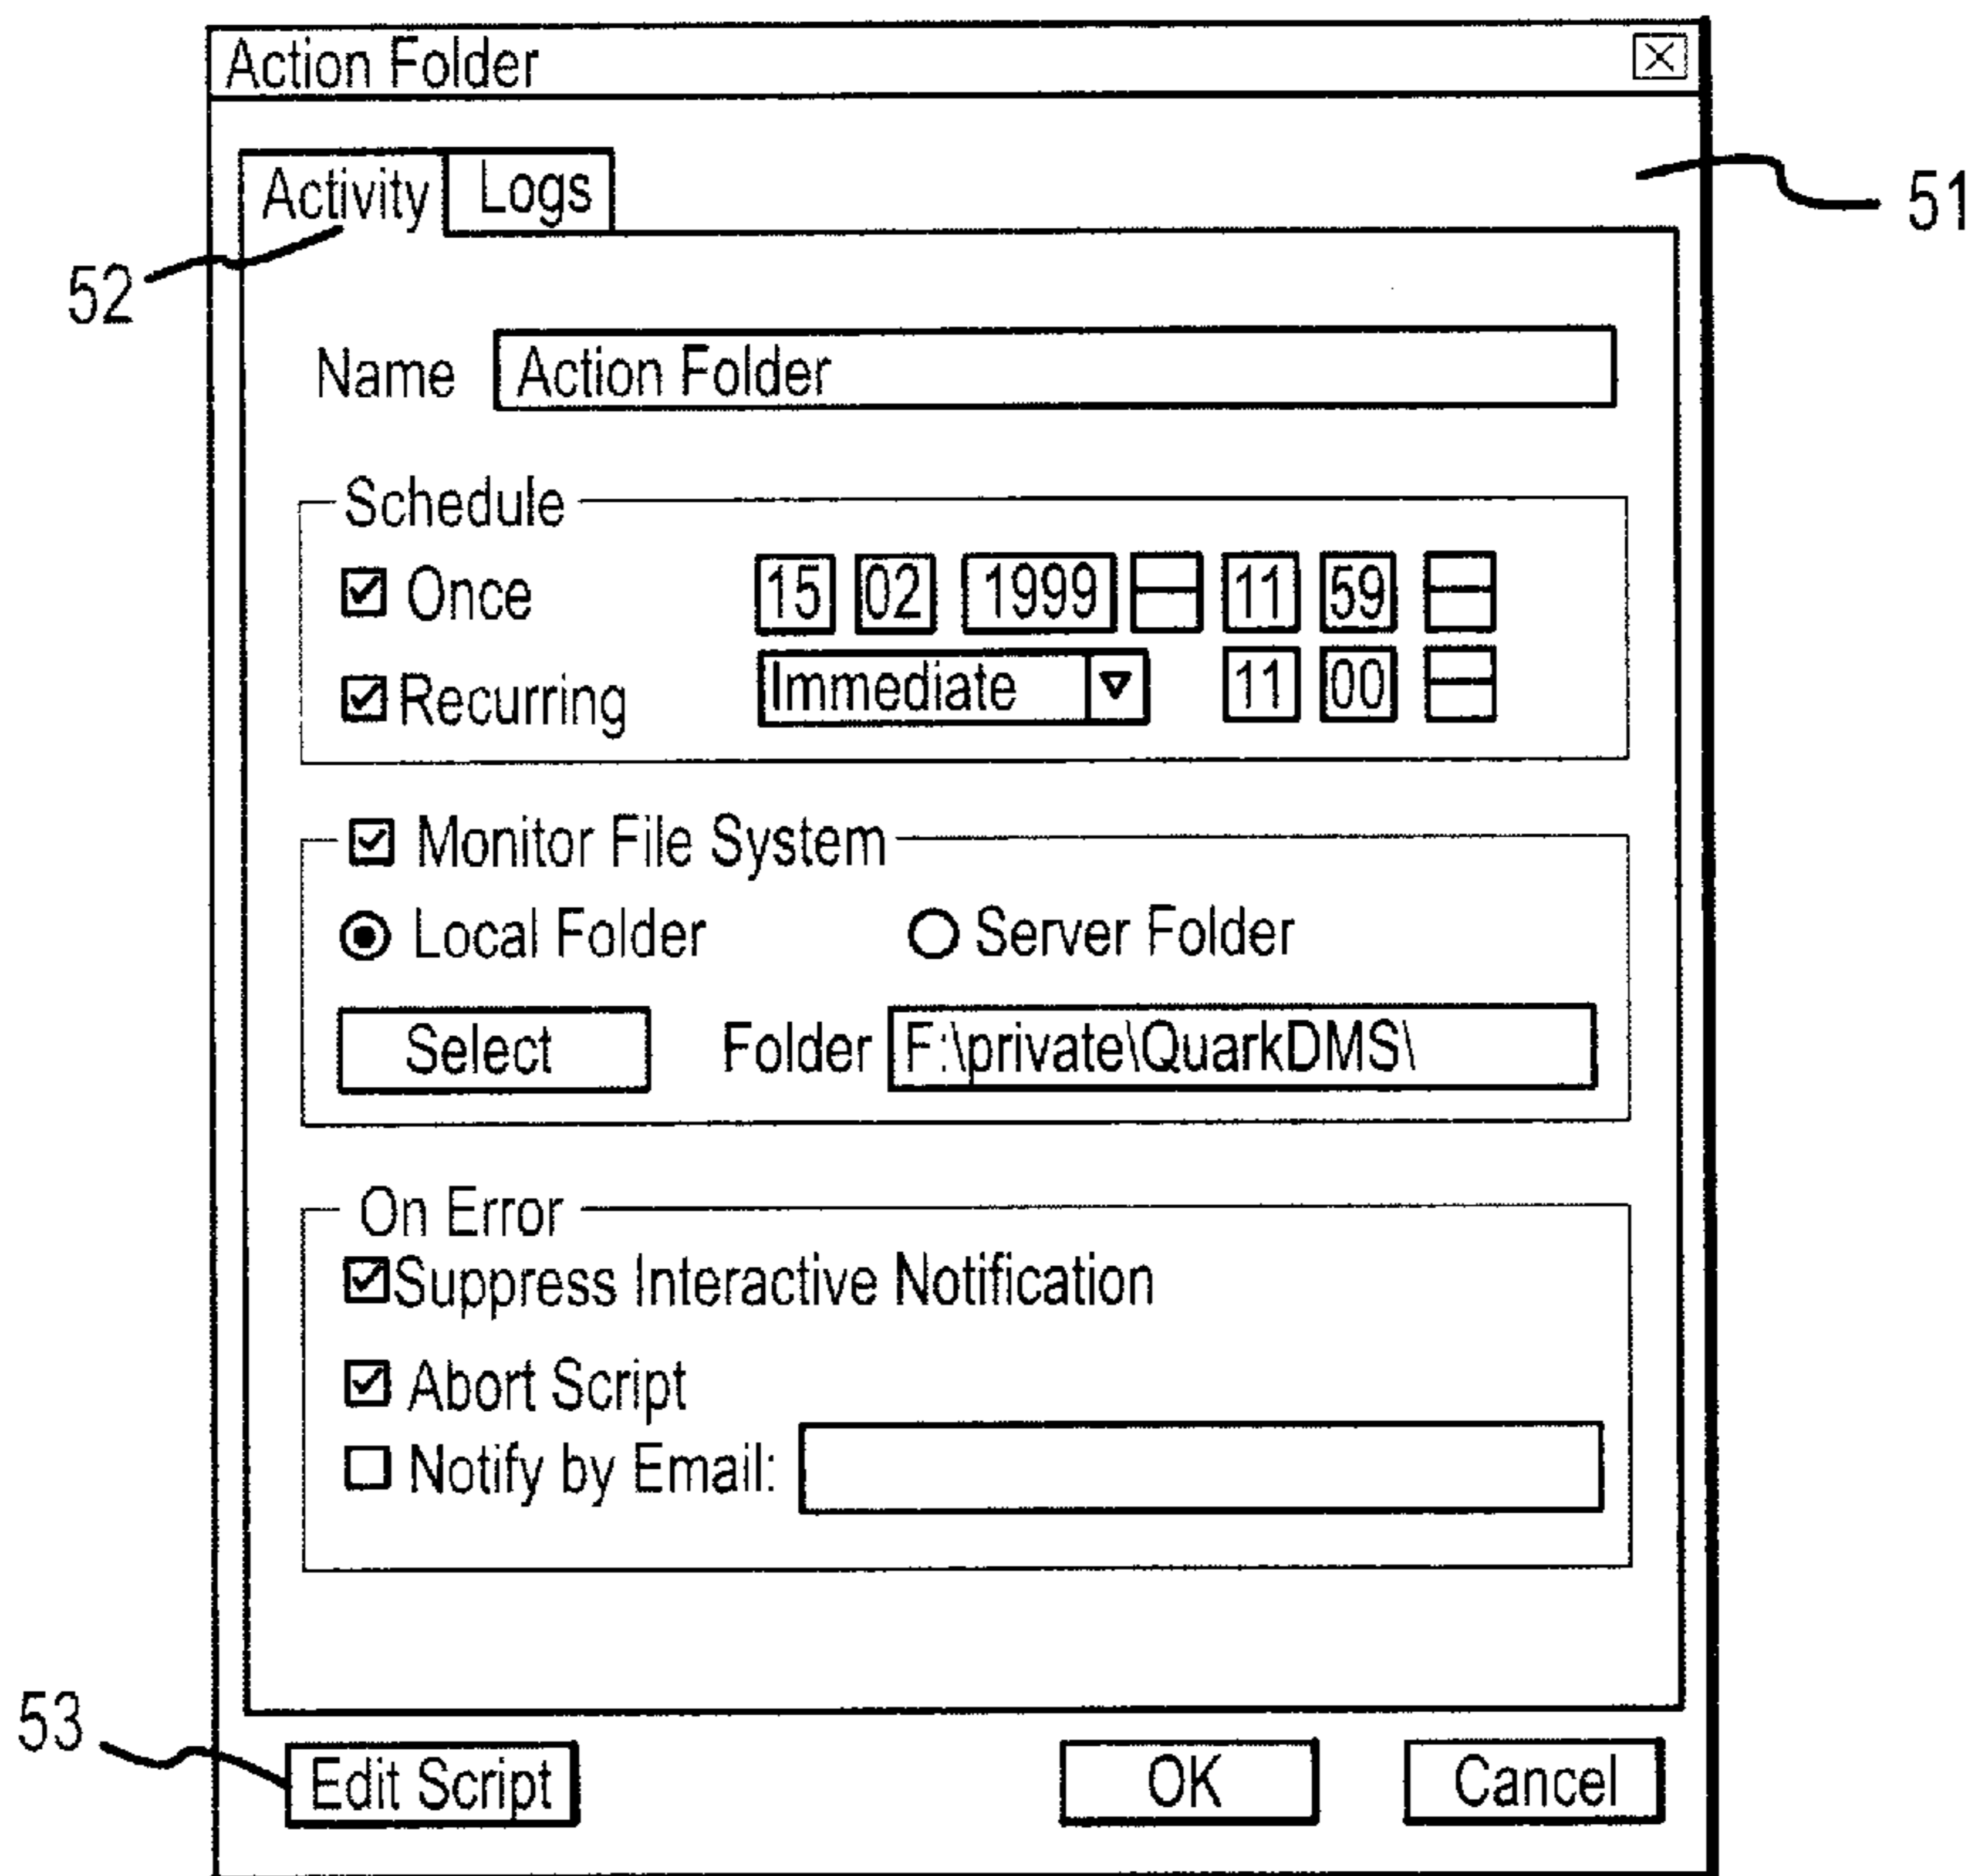 Action Folder
Activity Logs
51
52
Name Action Folder
Schedule
Once 15 02 1999 11 59
Recurring Immediate 11 00
Monitor File System
Local Folder Server Folder
Select Folder F:\private\QuarkDMS\
On Error
Suppress Interactive Notification
Abort Script
Notify by Email:
53
Edit Script OK Cancel